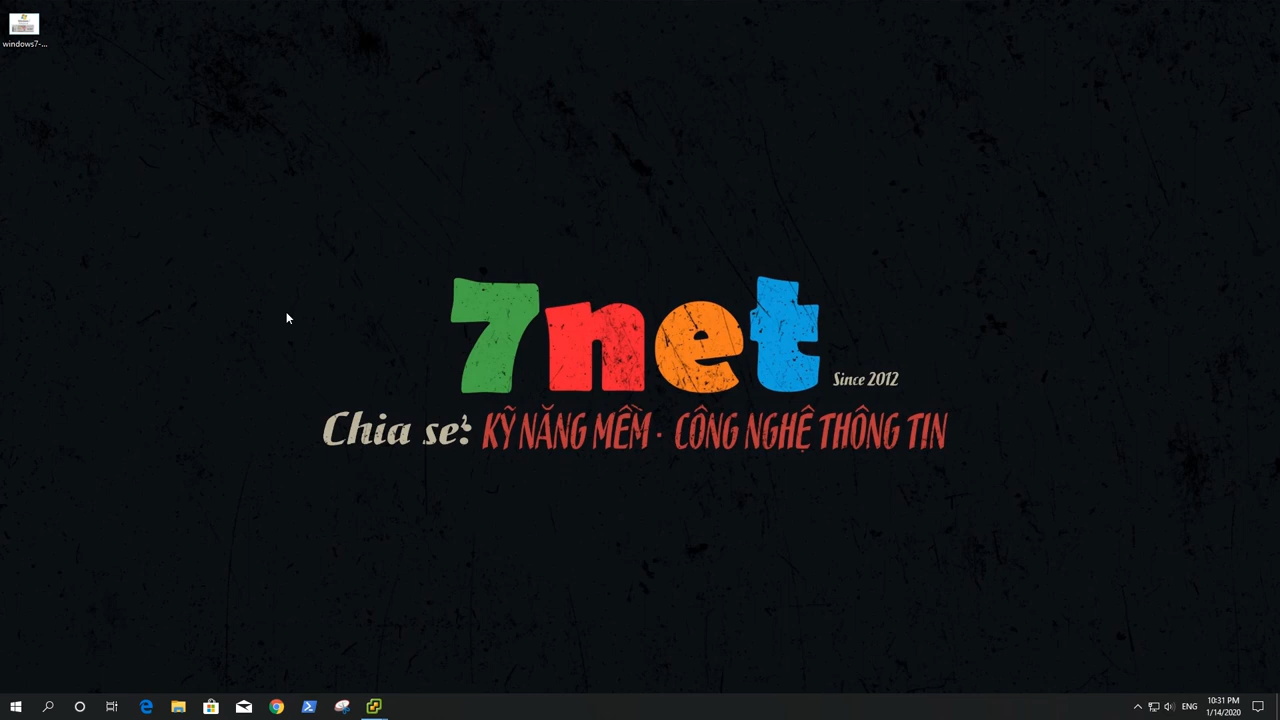 windows7-...
7net
Since 2012
Chia sẻ: KỸ NĂNG MỀM · CÔNG NGHỆ THÔNG TIN
ENG
10:31 PM
1/14/2020